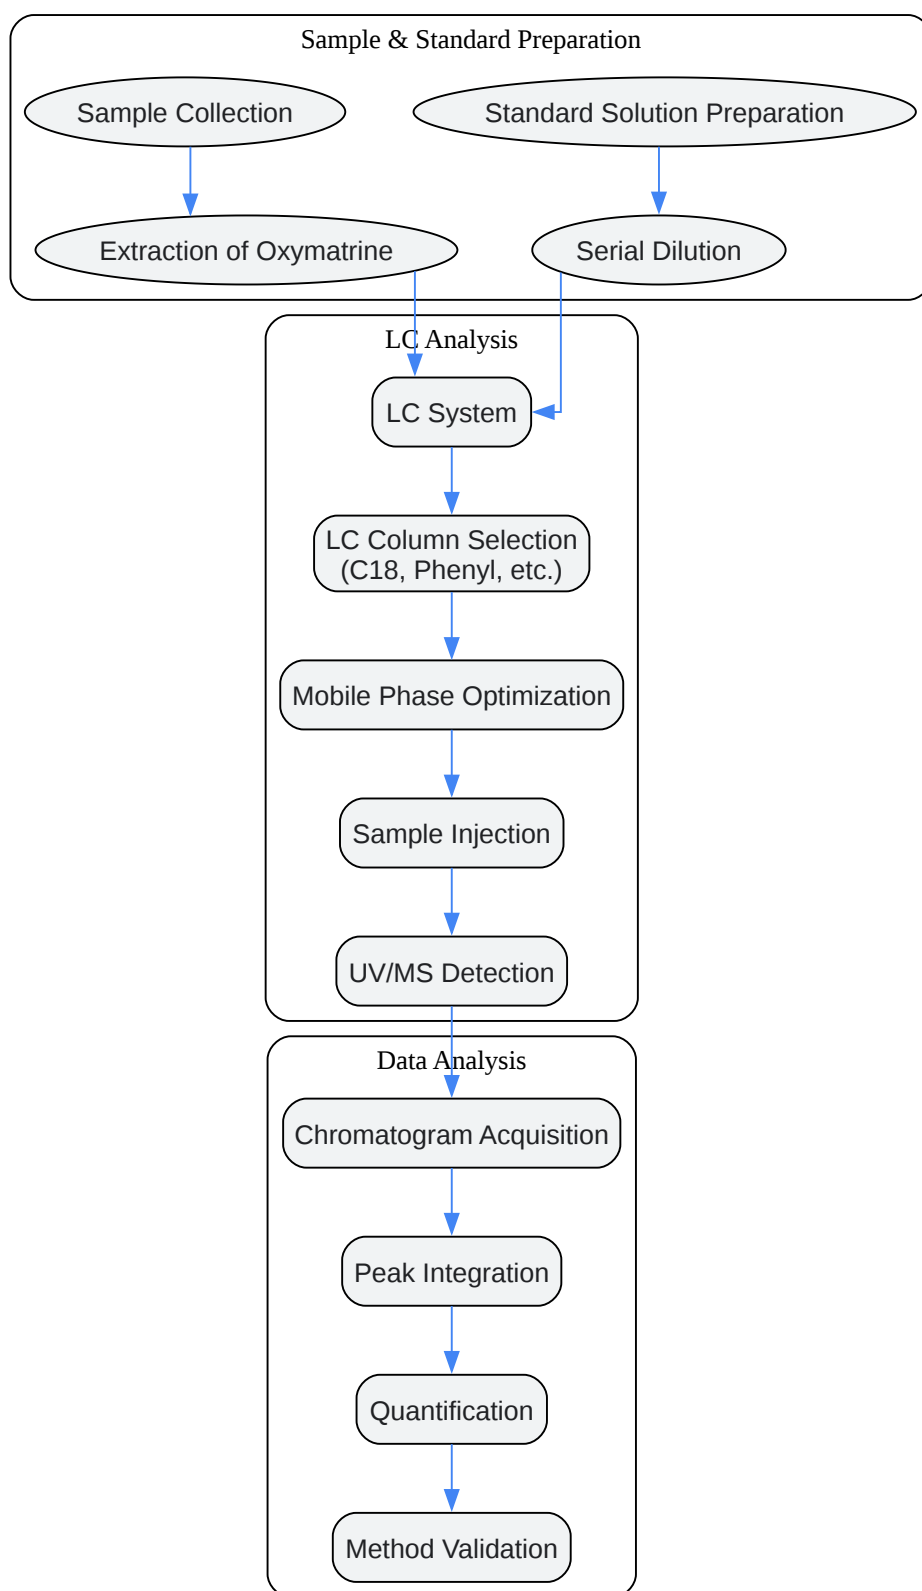 Sample & Standard Preparation
Sample Collection
Standard Solution Preparation
Extraction of Oxymatrine
Serial Dilution
LC Analysis
LC System
LC Column Selection
(C18, Phenyl, etc.)
Mobile Phase Optimization
Sample Injection
UV/MS Detection
Data Analysis
Chromatogram Acquisition
Peak Integration
Quantification
Method Validation